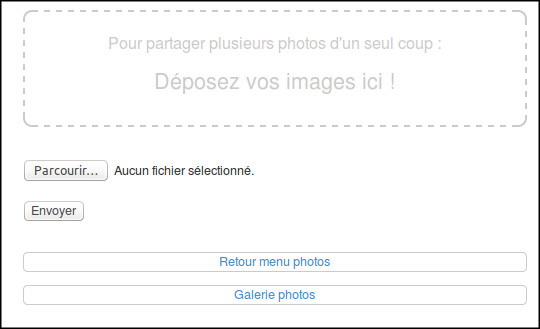 Pour partager plusieurs photos d'un seul coup :
Déposez vos images ici !
Parcourir... Aucun fichier sélectionné.
Envoyer
Retour menu photos
Galerie photos